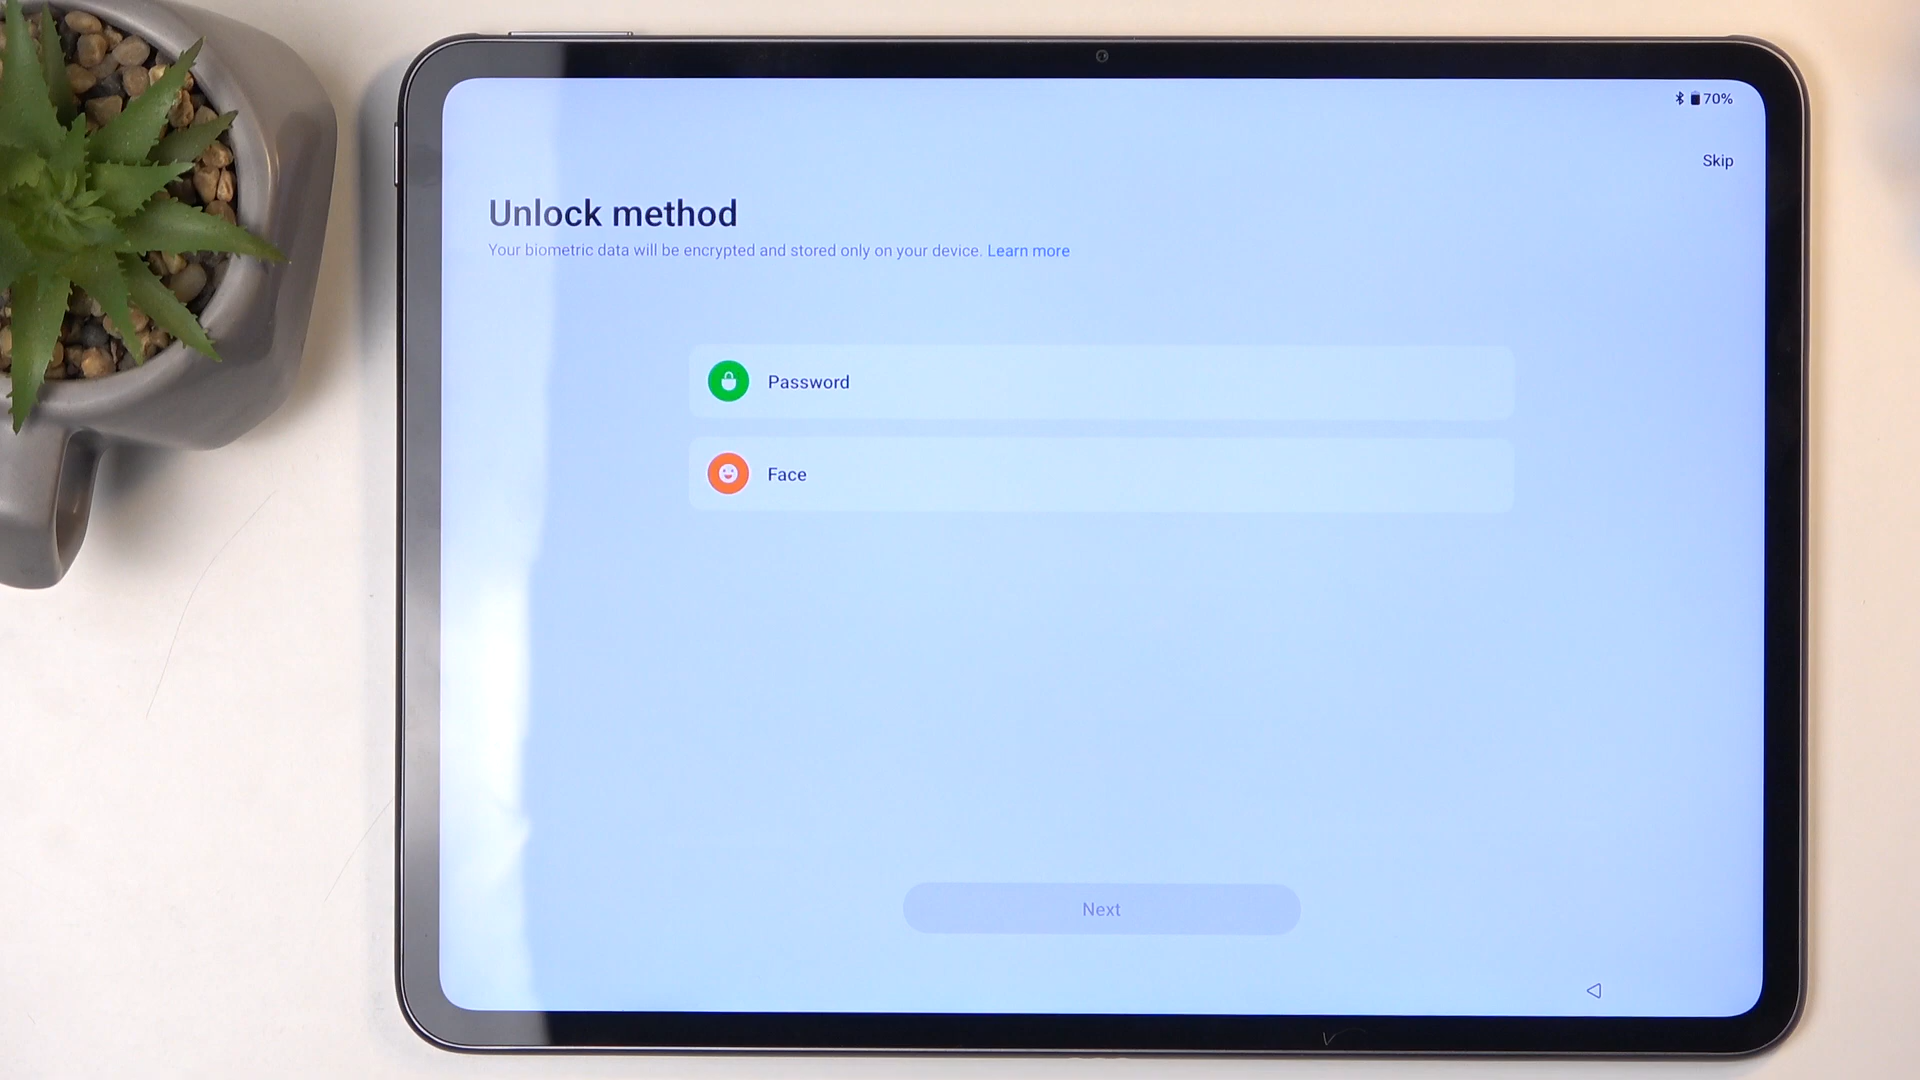 70%
Skip
Unlock method
Your biometric data will be encrypted and stored only on your device. Learn more
Password
Face
Next